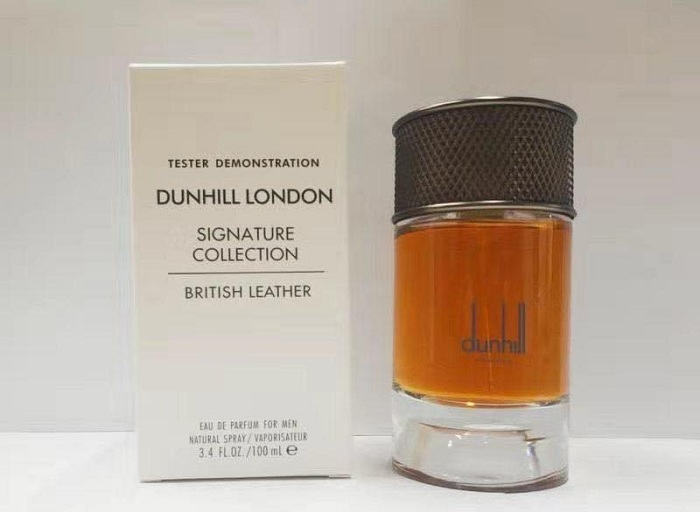 TESTER DEMONSTRATION
DUNHILL LONDON
SIGNATURE
COLLECTION
BRITISH LEATHER
EAU DE PARFUM FOR MEN
NATURAL SPRAY/VAPORISATEUR
3.4 FL.OZ./100 mL ℮
dunhill